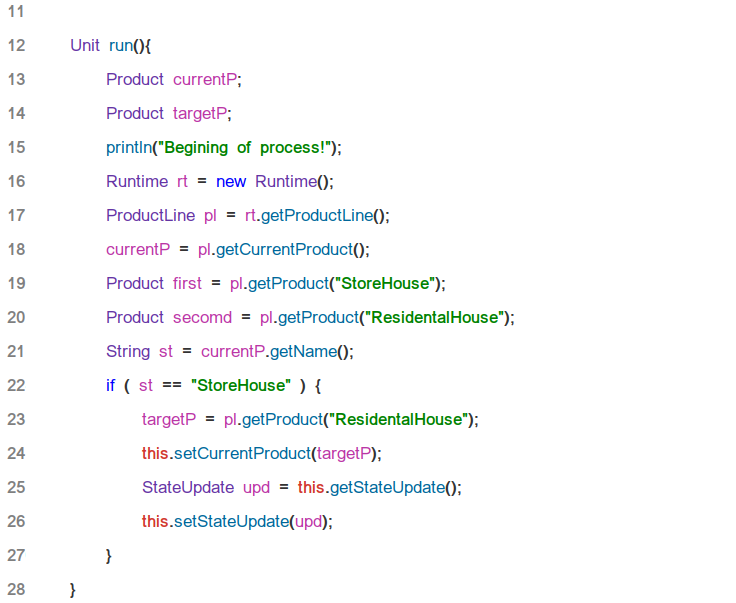 11
12 Unit run(){
13 Product currentP;
14 Product targetP;
15 println("Begining of process!");
16 Runtime rt = new Runtime();
17 ProductLine pl = rt.getProductLine();
18 currentP = pl.getCurrentProduct();
19 Product first = pl.getProduct("StoreHouse");
20 Product secomd = pl.getProduct("ResidentalHouse");
21 String st = currentP.getName();
22 if ( st == "StoreHouse" ) {
23 targetP = pl.getProduct("ResidentalHouse");
24 this.setCurrentProduct(targetP);
25 StateUpdate upd = this.getStateUpdate();
26 this.setStateUpdate(upd);
27 }
28 }